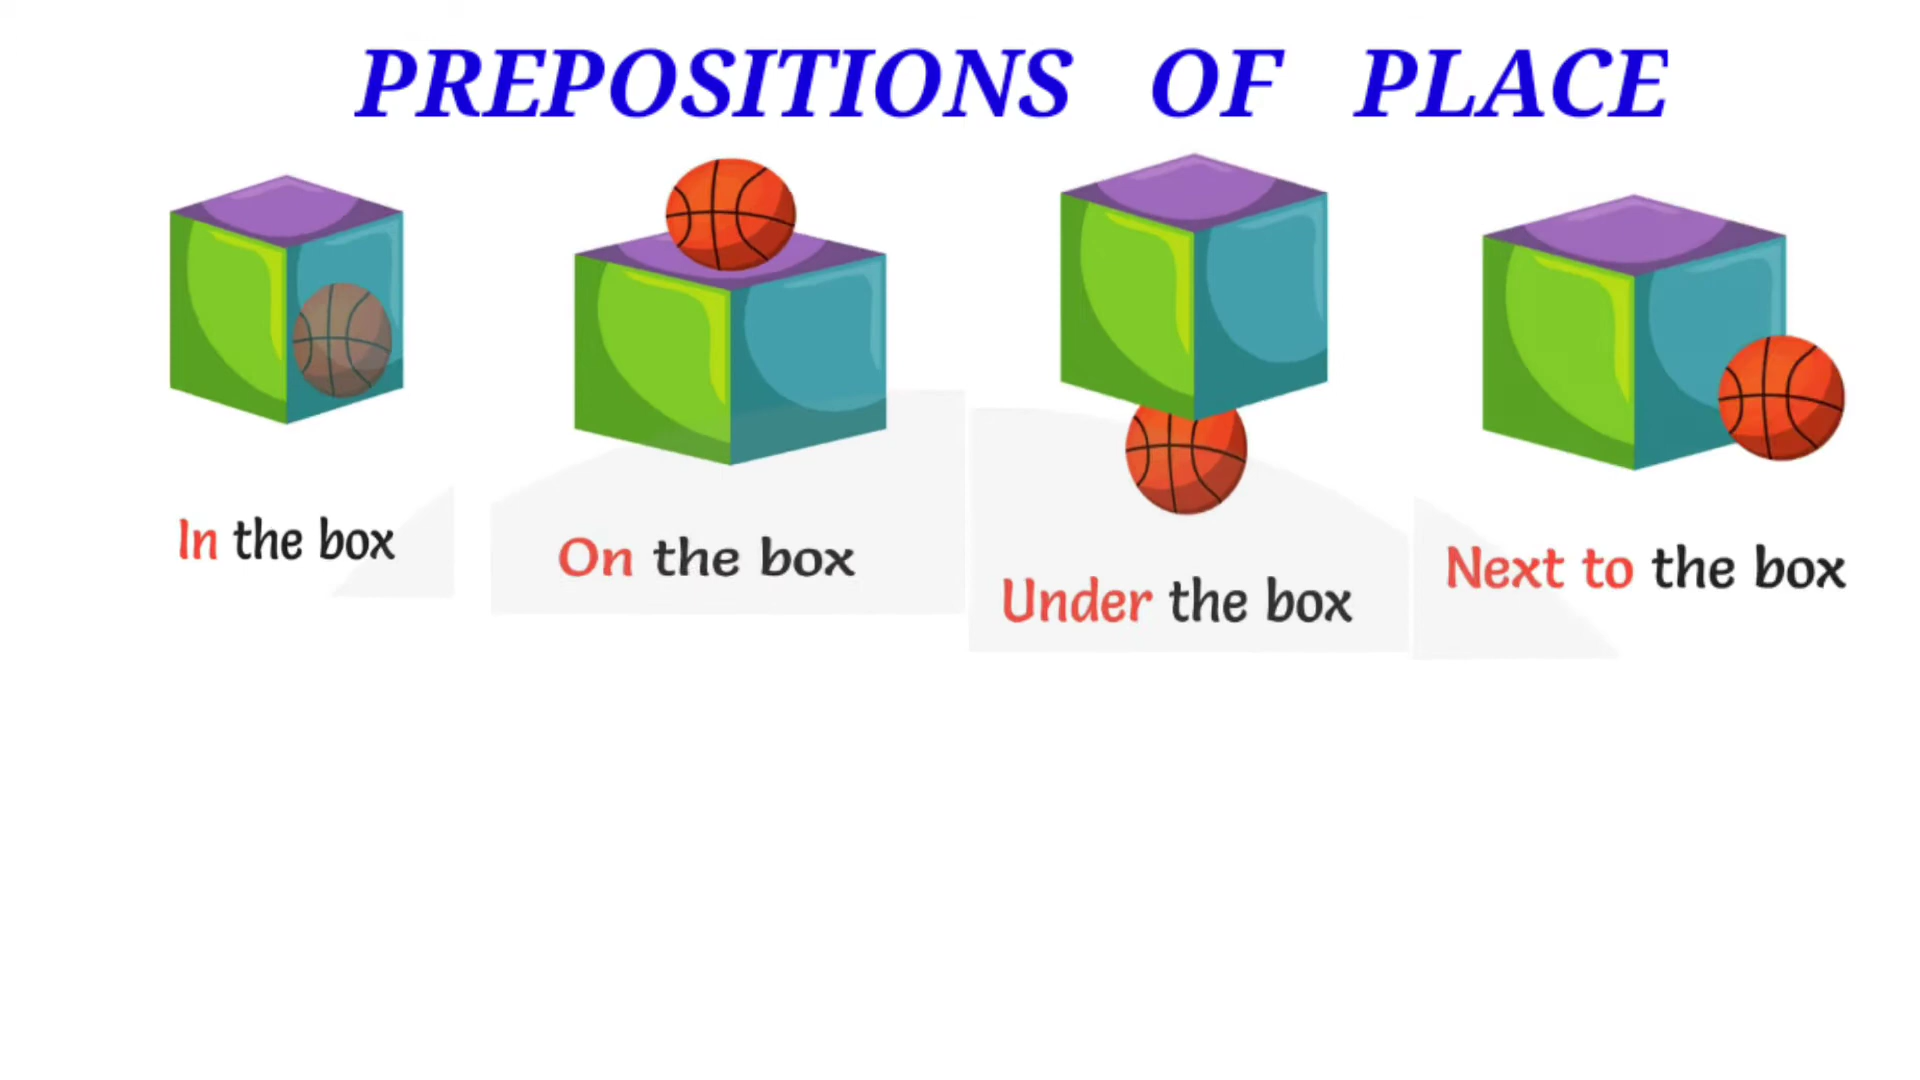 PREPOSITIONS OF PLACE
In the box
On the box
Under the box
Next to the box